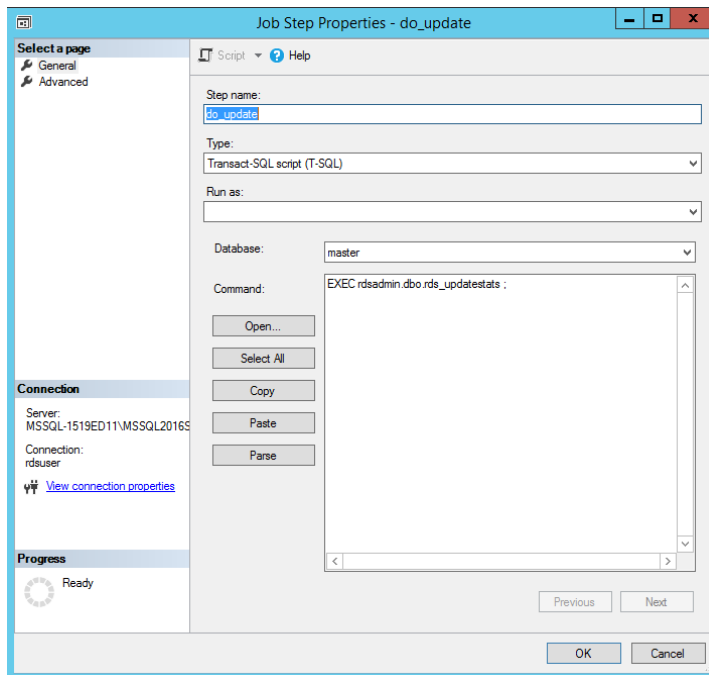 Job Step Properties - do_update
Select a page
General
Advanced
Script
Help
Step name:
do_update
Type:
Transact-SQL script (T-SQL)
Run as:
Database:
master
Command:
EXEC rdsadmin.dbo.rds_updatestats ;
Open...
Select All
Copy
Paste
Parse
Connection
Server:
MSSQL-1519ED11\MSSQL2016S
Connection:
rdsuser
View connection properties
Progress
Ready
Previous
Next
OK
Cancel